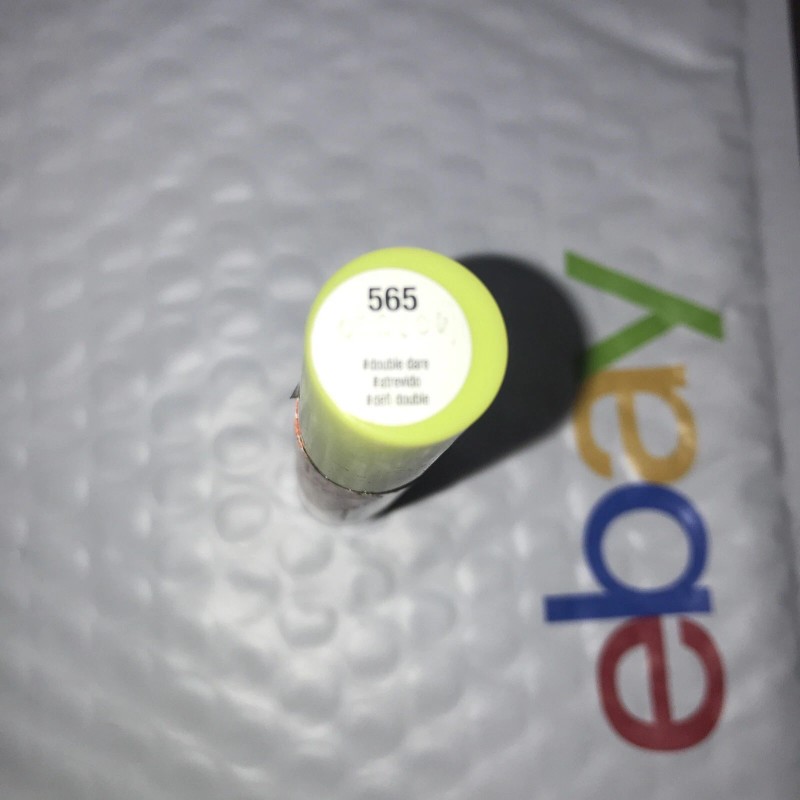 565
#double dare
#atrevido
#défi double
ebay